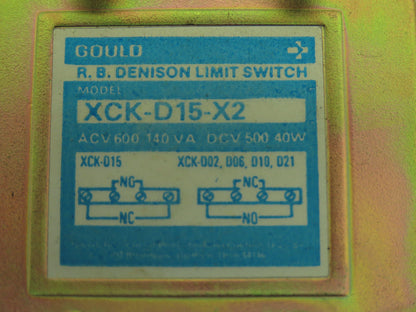 GOULD
R. B. DENISON LIMIT SWITCH
MODEL
XCK-D15-X2
ACV 600 140 VA DCV 500 40W
XCK-D15 XCK-D02, D06, D10, D21
NO NC
NC NO